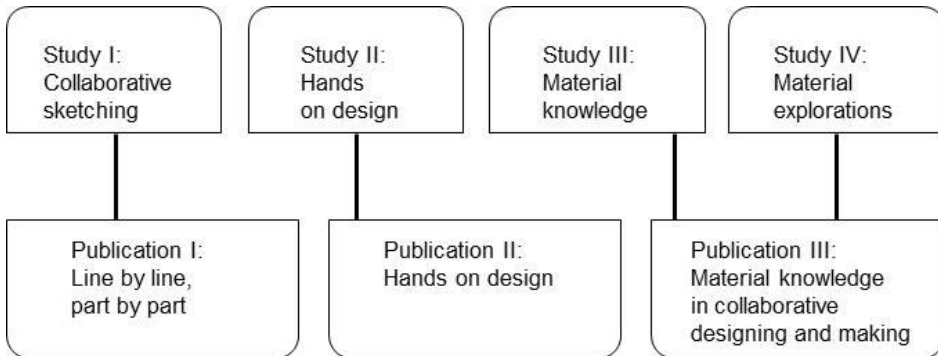 Study I:
Collaborative
sketching
Study II:
Hands
on design
Study III:
Material
knowledge
Study IV:
Material
explorations
Publication I:
Line by line,
part by part
Publication II:
Hands on design
Publication III:
Material knowledge
in collaborative
designing and making